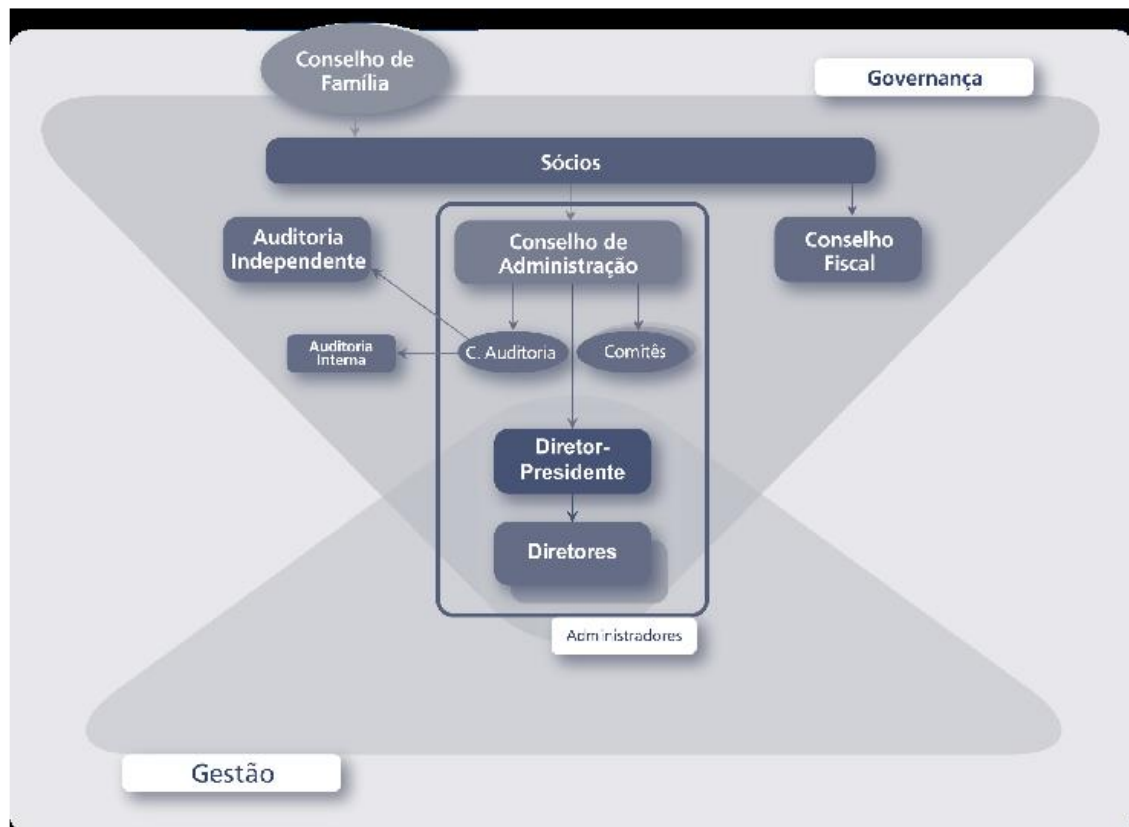 Conselho de
Família
Governança
Sócios
Auditoria
Independente
Conselho de
Administração
Conselho
Fiscal
Auditoria
Interna
C. Auditoria
Comitês
Diretor-
Presidente
Diretores
Administradores
Gestão